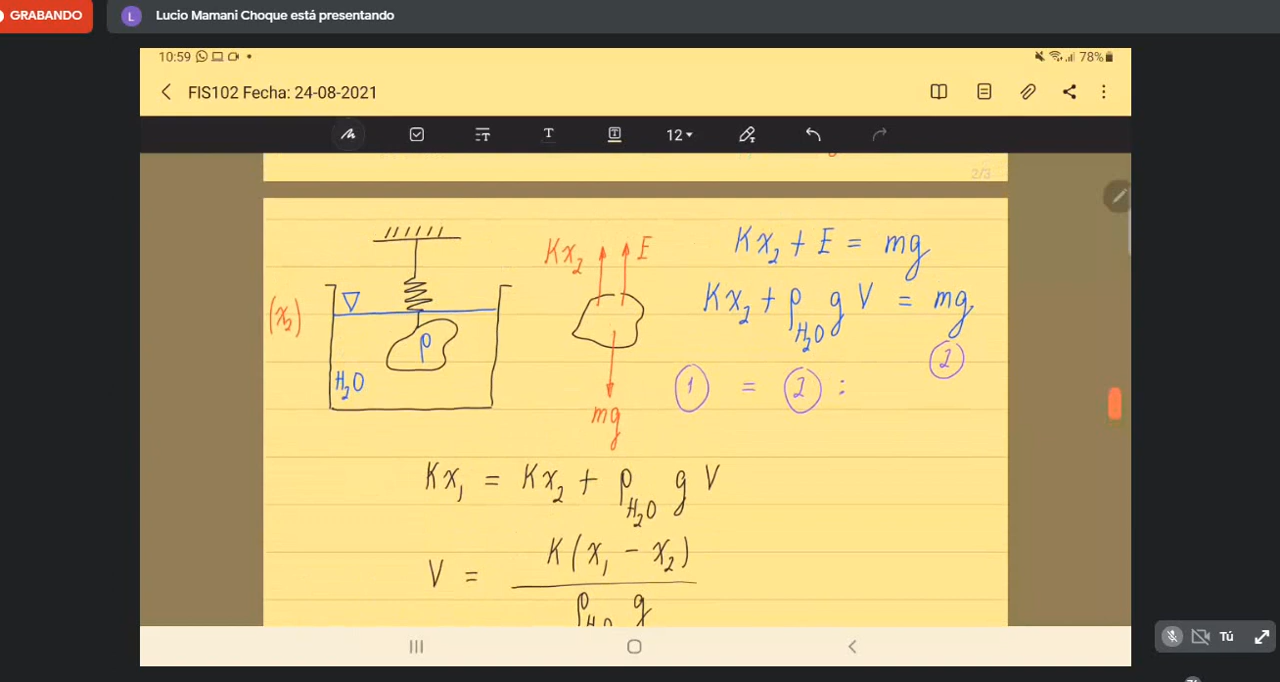 GRABANDO
L Lucio Mamani Choque está presentando
10:59 78%
FIS102 Fecha: 24-08-2021
T T 12
2/3
Kx₂ E Kx₂ + E = mg
(x₂) Kx₂ + ρH₂O g V = mg
ρ
H₂O 2
1 = 2 :
mg
Kx₁ = Kx₂ + ρH₂O g V
V = K(x₁ - x₂)
ρH₂O g
Tú